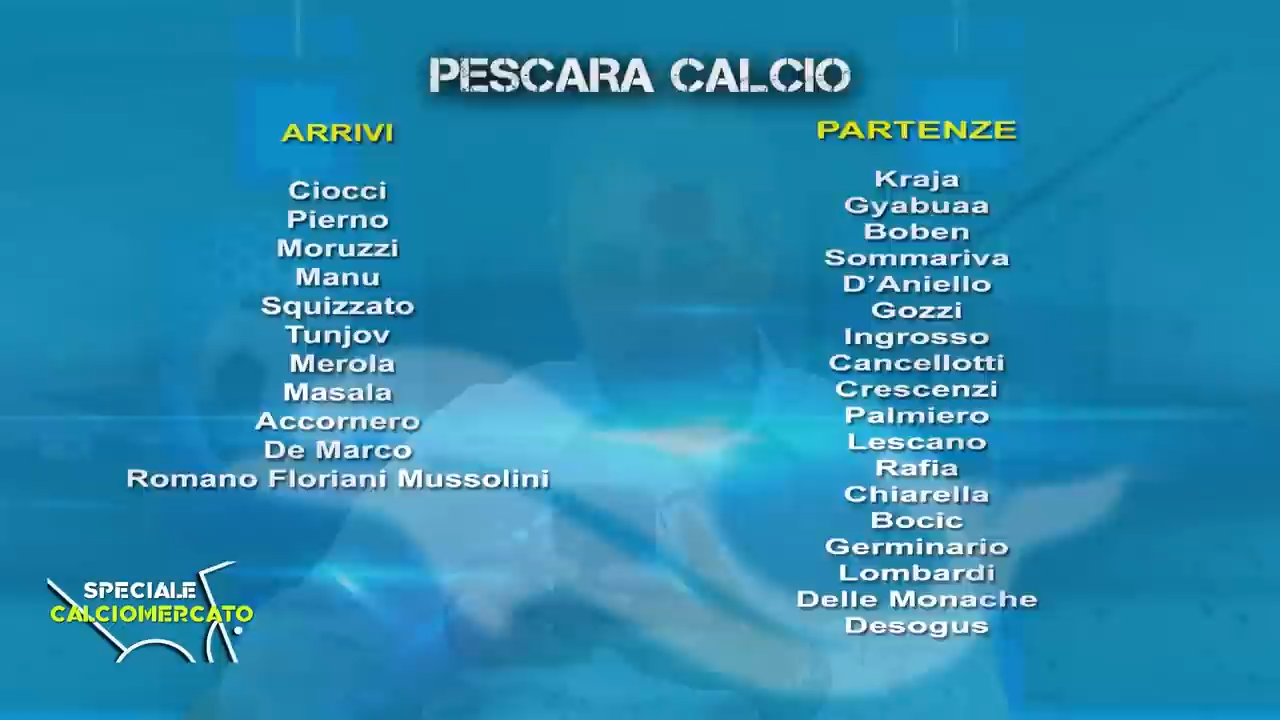 PESCARA CALCIO
ARRIVI
Ciocci
Pierno
Moruzzi
Manu
Squizzato
Tunjov
Merola
Masala
Accornero
De Marco
Romano Floriani Mussolini
PARTENZE
Kraja
Gyabuaa
Boben
Sommariva
D'Aniello
Gozzi
Ingrosso
Cancellotti
Crescenzi
Palmiero
Lescano
Rafia
Chiarella
Bocic
Germinario
Lombardi
Delle Monache
Desogus
SPECIALE
CALCIOMERCATO